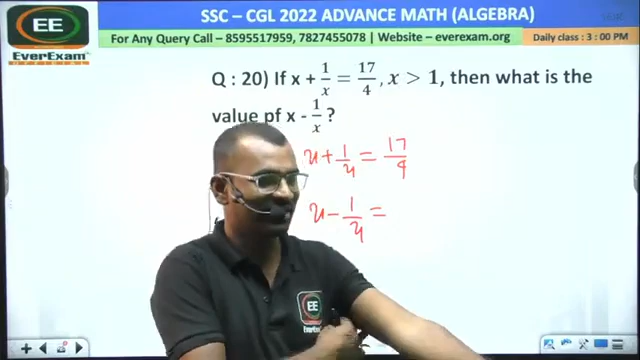 SSC – CGL 2022 ADVANCE MATH (ALGEBRA)
EE
EverExam
For Any Query Call – 8595517959, 7827455078 | Website – everexam.org
Daily class : 3 : 00 PM
Q : 20) If x + 1/x = 17/4, x > 1, then what is the
value pf x - 1/x ?
x + 1/x = 17/4
x - 1/x =
EE
EverExam